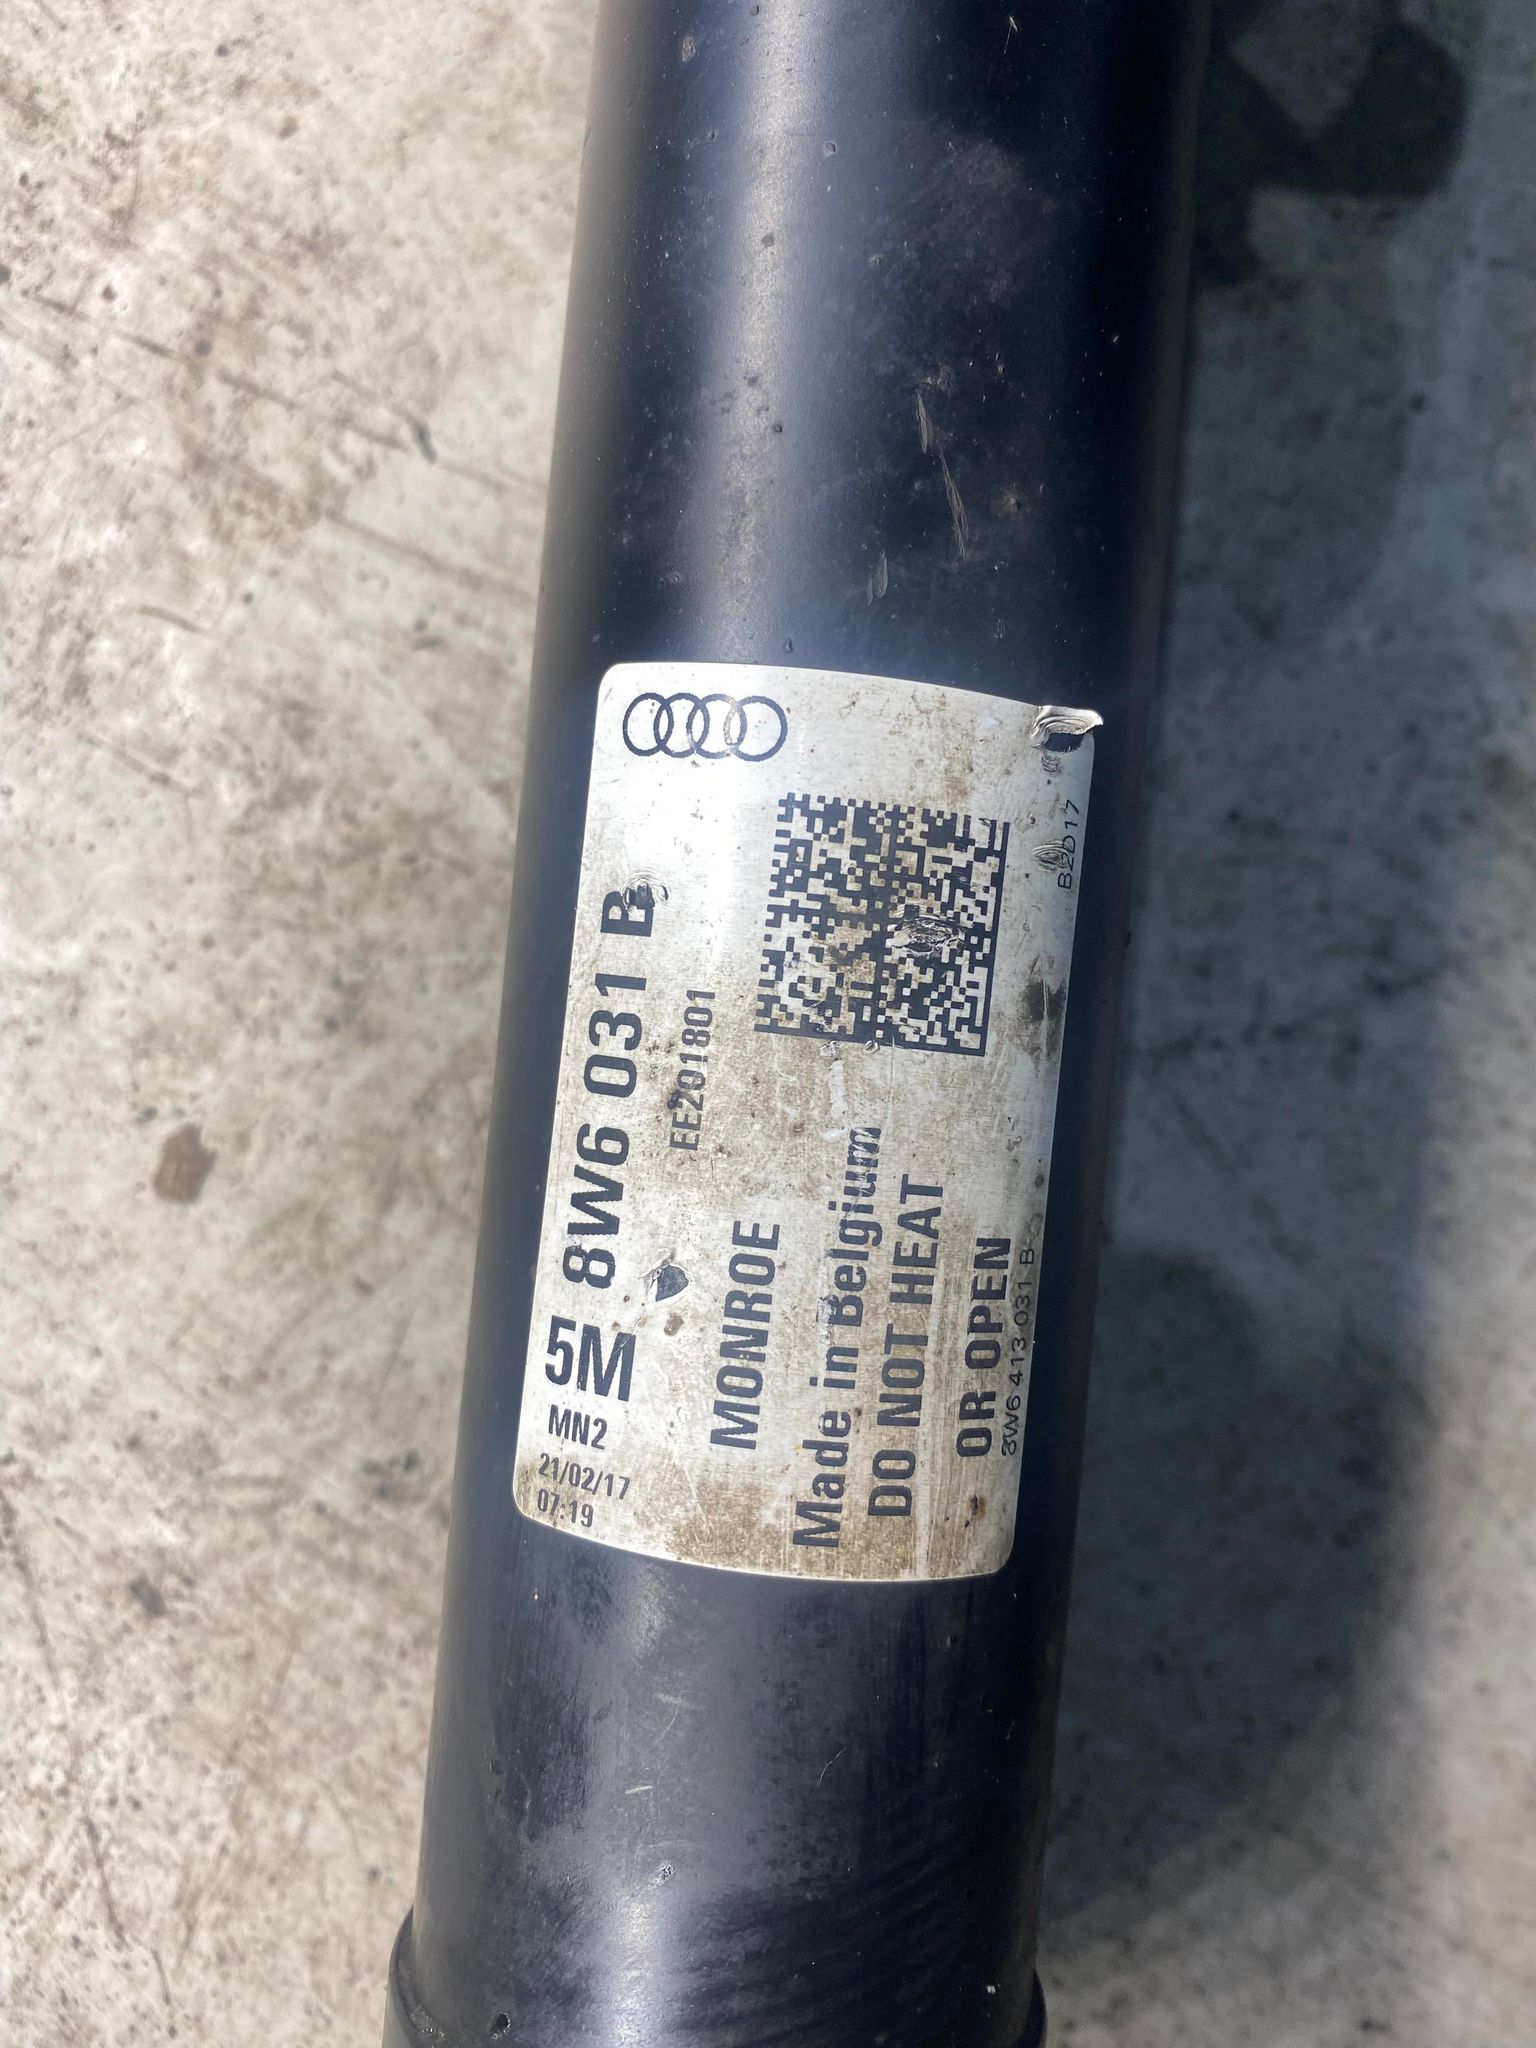 5M 8W6 031 B
MN2
21/02/17
07:19
EE201801
MONROE
Made in Belgium
DO NOT HEAT
OR OPEN
8W6 413 031 B
B2D17